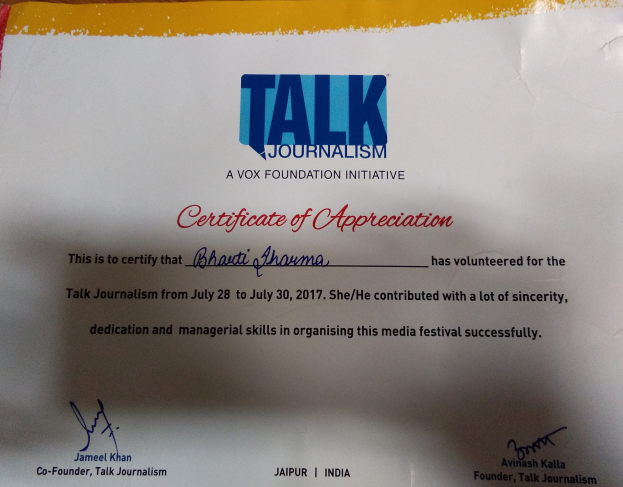 TALK
JOURNALISM
A VOX FOUNDATION INITIATIVE
Certificate of Appreciation
This is to certify that Bharti Sharma has volunteered for the
Talk Journalism from July 28 to July 30, 2017. She/He contributed with a lot of sincerity,
dedication and managerial skills in organising this media festival successfully.
Jameel Khan
Co-Founder, Talk Journalism
JAIPUR | INDIA
Avinash Kalla
Founder, Talk Journalism